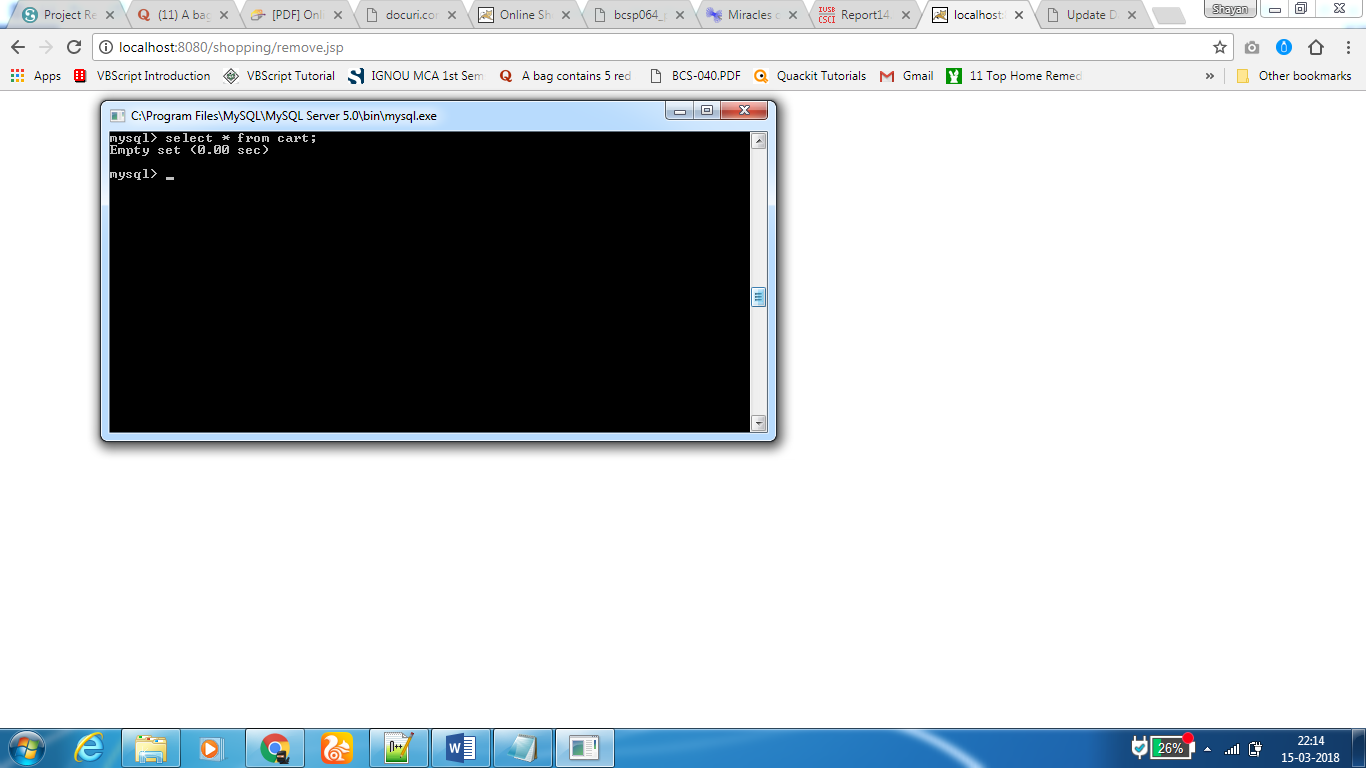 Project Re
(11) A bag
[PDF] Onl
docuri.co
Online Sh
bcsp064_
Miracles
Report14
localhost:
Update D
Shayan
localhost:8080/shopping/remove.jsp
Apps
VBScript Introduction
VBScript Tutorial
IGNOU MCA 1st Sem
A bag contains 5 red
BCS-040.PDF
Quackit Tutorials
Gmail
11 Top Home Remed
»
Other bookmarks
C:\Program Files\MySQL\MySQL Server 5.0\bin\mysql.exe
mysql> select * from cart;
Empty set (0.00 sec)
mysql> _
26%
22:14
15-03-2018